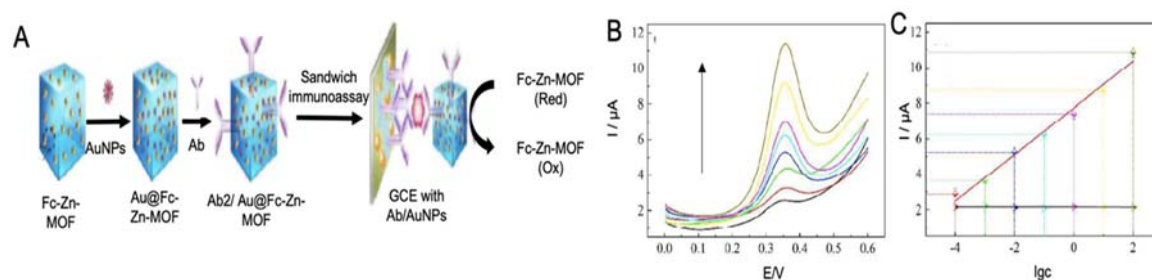 A
Fc-Zn-
MOF
AuNPs
Au@Fc-
Zn-MOF
Ab
Ab2/ Au@Fc-Zn-
MOF
Sandwich
immunoassay
GCE with
Ab/AuNPs
Fc-Zn-MOF
(Red)
Fc-Zn-MOF
(Ox)
B
I / µA
12
10
8
6
4
2
0.0 0.1 0.2 0.3 0.4 0.5 0.6
E/V
C
I / µA
12
10
8
6
4
2
-4 -2 0 2
lgc